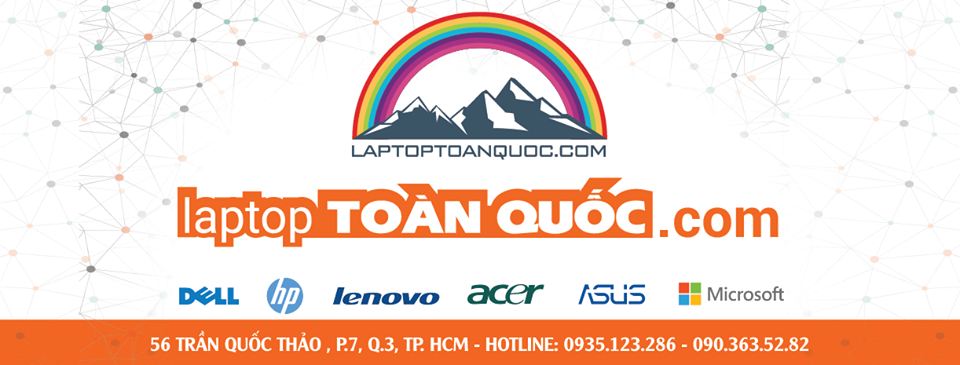 LAPTOPTOANQUOC.COM
laptop TOÀN QUỐC .com
DELL hp lenovo acer ASUS Microsoft
56 TRẦN QUỐC THẢO , P.7, Q.3, TP. HCM - HOTLINE: 0935.123.286 - 090.363.52.82